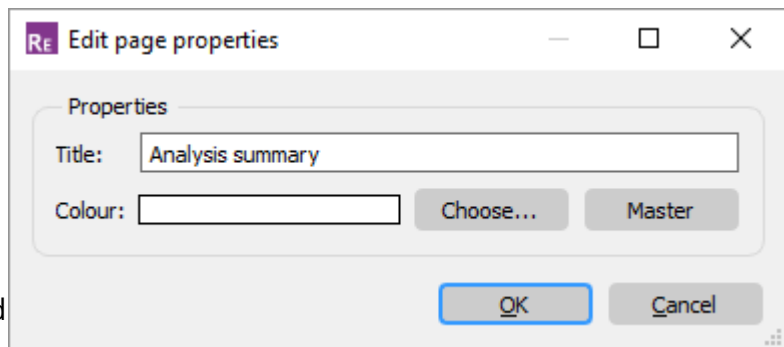 RE Edit page properties
Properties
Title: Analysis summary
Colour: Choose... Master
OK Cancel